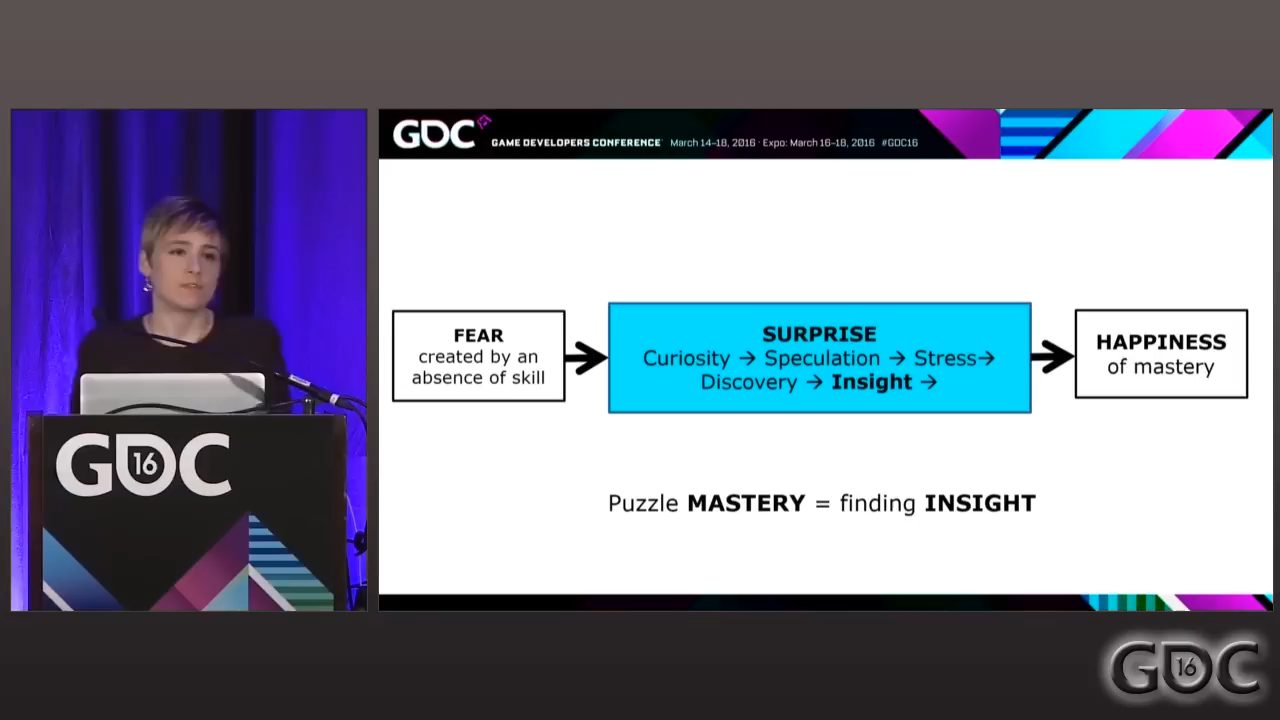 GDC
GAME DEVELOPERS CONFERENCE March 14-18, 2016 · Expo: March 16-18, 2016 #GDC16
FEAR
created by an
absence of skill
SURPRISE
Curiosity → Speculation → Stress→
Discovery → Insight →
HAPPINESS
of mastery
Puzzle MASTERY = finding INSIGHT
GDC 16
GDC 16